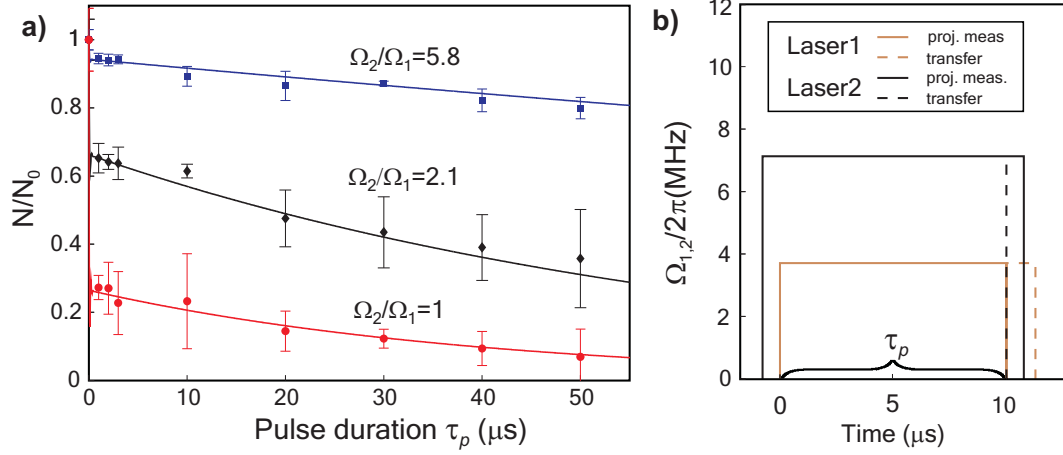 a)
N/N₀
1
0.8
0.6
0.4
0.2
0
Ω₂/Ω₁=5.8
Ω₂/Ω₁=2.1
Ω₂/Ω₁=1
0 10 20 30 40 50
Pulse duration τₚ (μs)
b)
Ω₁,₂/2π(MHz)
12
10
8
6
4
2
0
Laser1 proj. meas
transfer
Laser2 proj. meas.
transfer
τₚ
0 5 10
Time (μs)